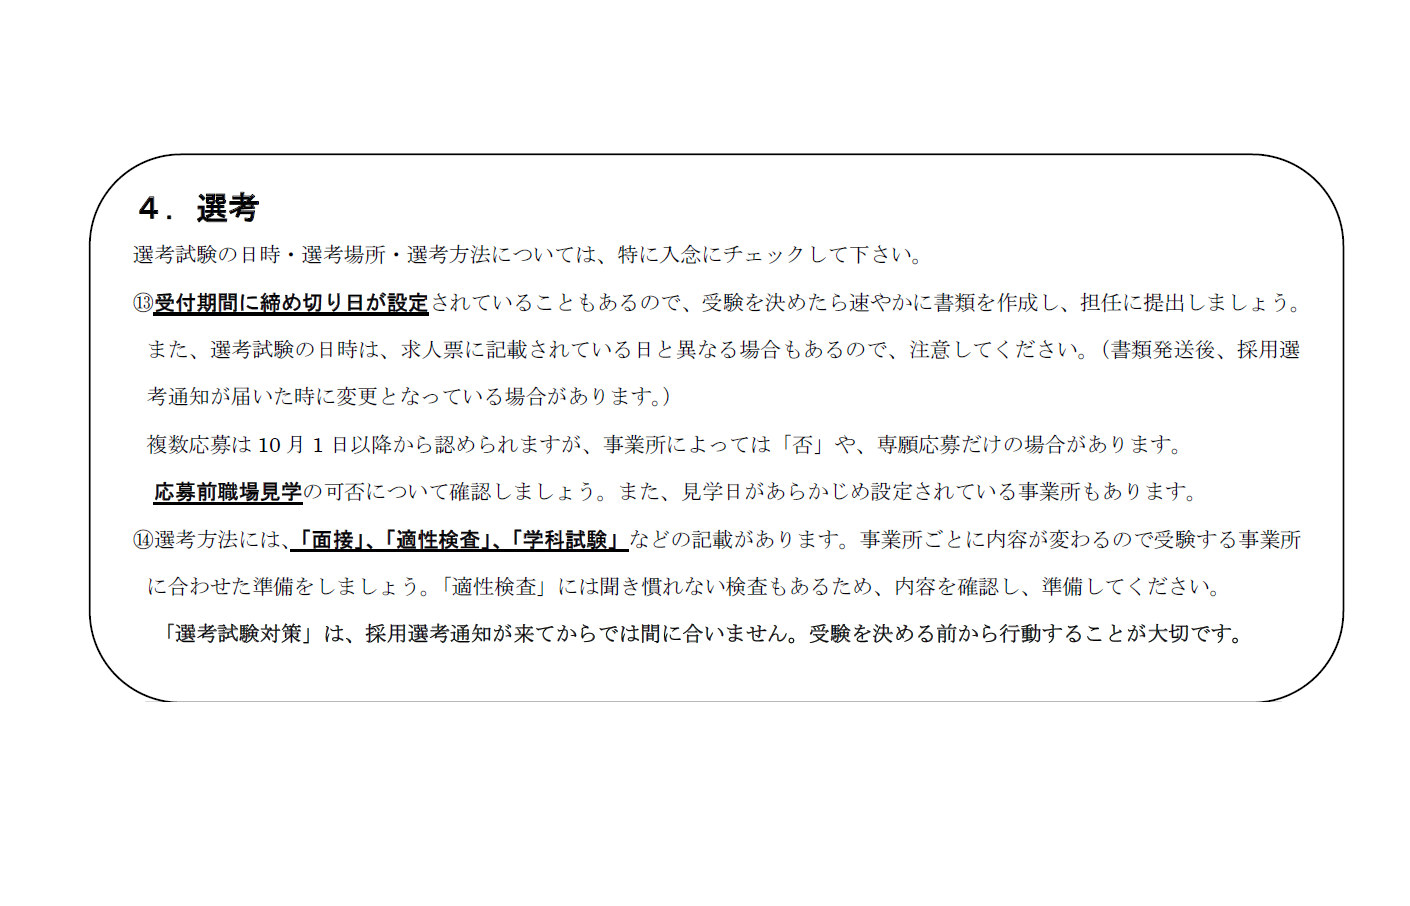 ４．選考
選考試験の日時・選考場所・選考方法については、特に入念にチェックして下さい。
⑬受付期間に締め切り日が設定されていることもあるので、受験を決めたら速やかに書類を作成し、担任に提出しましょう。
また、選考試験の日時は、求人票に記載されている日と異なる場合もあるので、注意してください。（書類発送後、採用選
考通知が届いた時に変更となっている場合があります。）
複数応募は 10 月 1 日以降から認められますが、事業所によっては「否」や、専願応募だけの場合があります。
応募前職場見学の可否について確認しましょう。また、見学日があらかじめ設定されている事業所もあります。
⑭選考方法には、「面接」、「適性検査」、「学科試験」などの記載があります。事業所ごとに内容が変わるので受験する事業所
に合わせた準備をしましょう。「適性検査」には聞き慣れない検査もあるため、内容を確認し、準備してください。
「選考試験対策」は、採用選考通知が来てからでは間に合いません。受験を決める前から行動することが大切です。